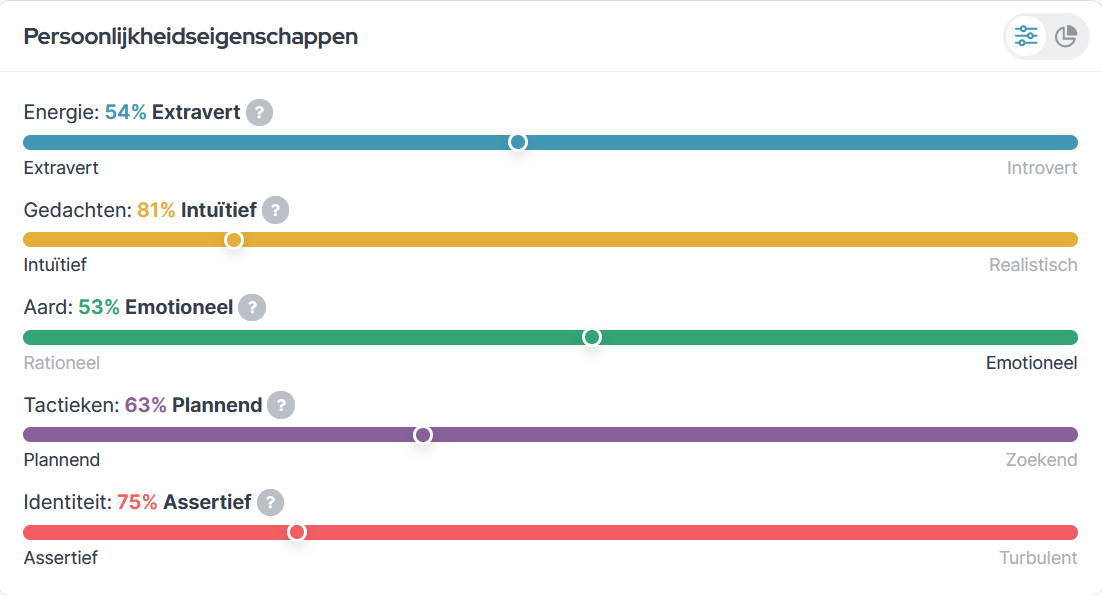 Persoonlijkheidseigenschappen
Energie: 54% Extravert ?
Extravert Introvert
Gedachten: 81% Intuïtief ?
Intuïtief Realistisch
Aard: 53% Emotioneel ?
Rationeel Emotioneel
Tactieken: 63% Plannend ?
Plannend Zoekend
Identiteit: 75% Assertief ?
Assertief Turbulent